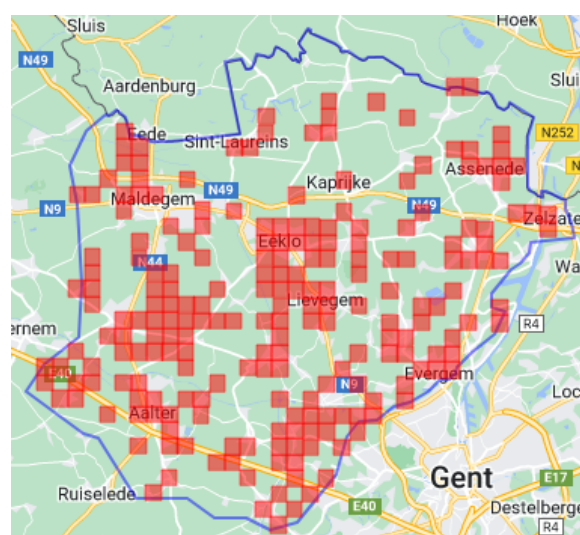 Sluis
Hoek
N49
Aardenburg
Slui
Eede
N252
Sint-Laureins
N
Assenede
Kaprijke
N49
Maldegem
N49
N9
Zelzate
Eeklo
Wa
N44
Lievegem
R4
ernem
E40
Evergem
N9
Loc
Aalter
Gent
E17
Ruiselede
E40
Destelberge
R4